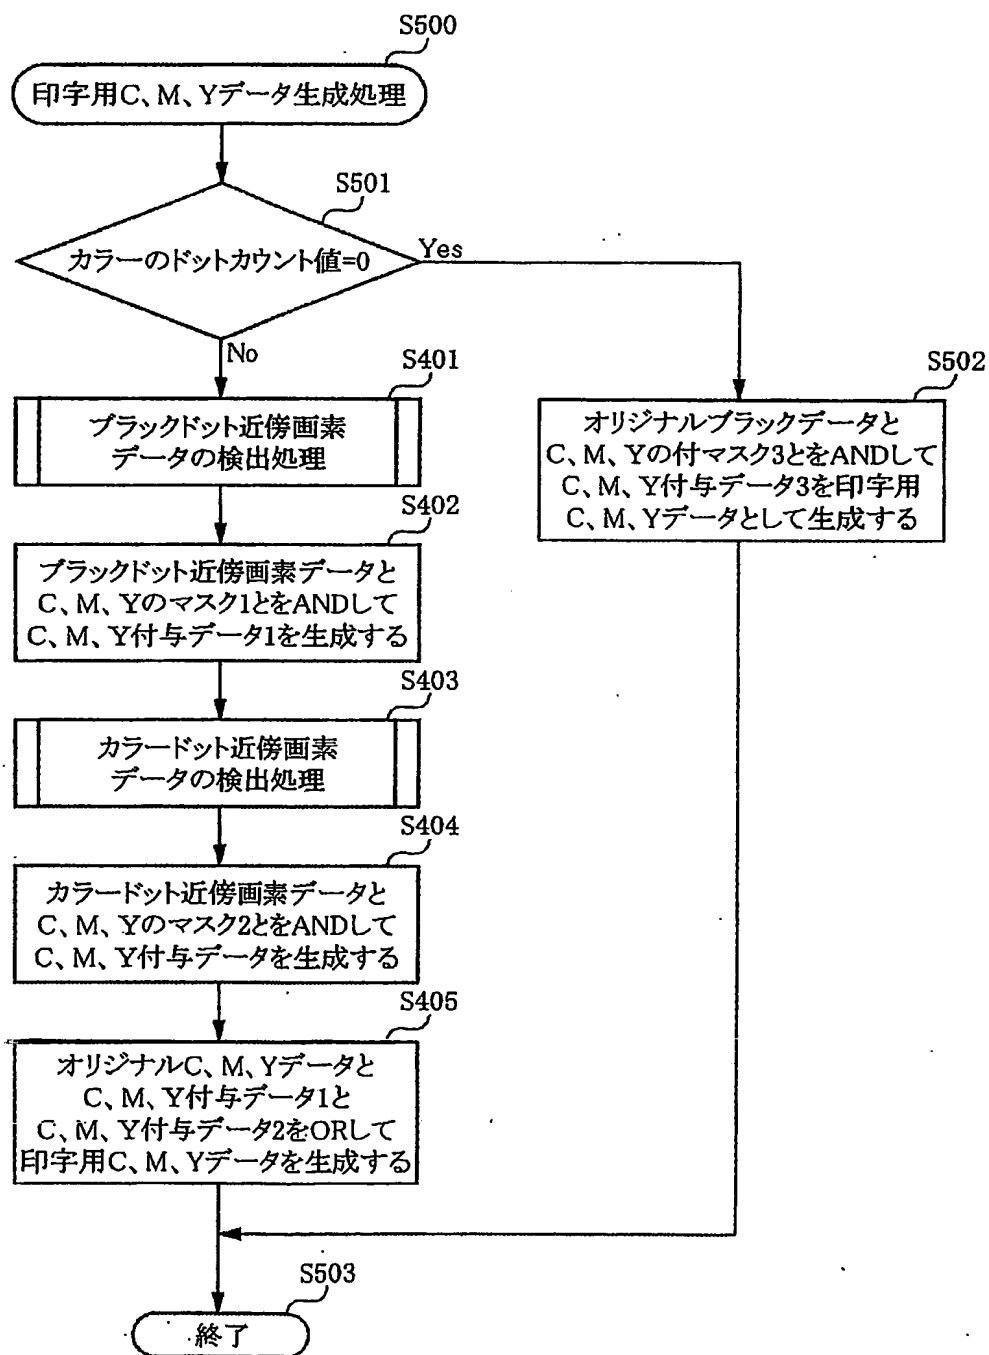 S500
印字用C、M、Yデータ生成処理
S501
カラーのドットカウント値=0
Yes
No
S401
ブラックドット近傍画素
データの検出処理
S402
ブラックドット近傍画素データと
C、M、Yのマスク1とをANDして
C、M、Y付与データ1を生成する
S403
カラードット近傍画素
データの検出処理
S404
カラードット近傍画素データと
C、M、Yのマスク2とをANDして
C、M、Y付与データを生成する
S405
オリジナルC、M、Yデータと
C、M、Y付与データ1と
C、M、Y付与データ2をORして
印字用C、M、Yデータを生成する
S502
オリジナルブラックデータと
C、M、Yの付マスク3とをANDして
C、M、Y付与データ3を印字用
C、M、Yデータとして生成する
S503
終了